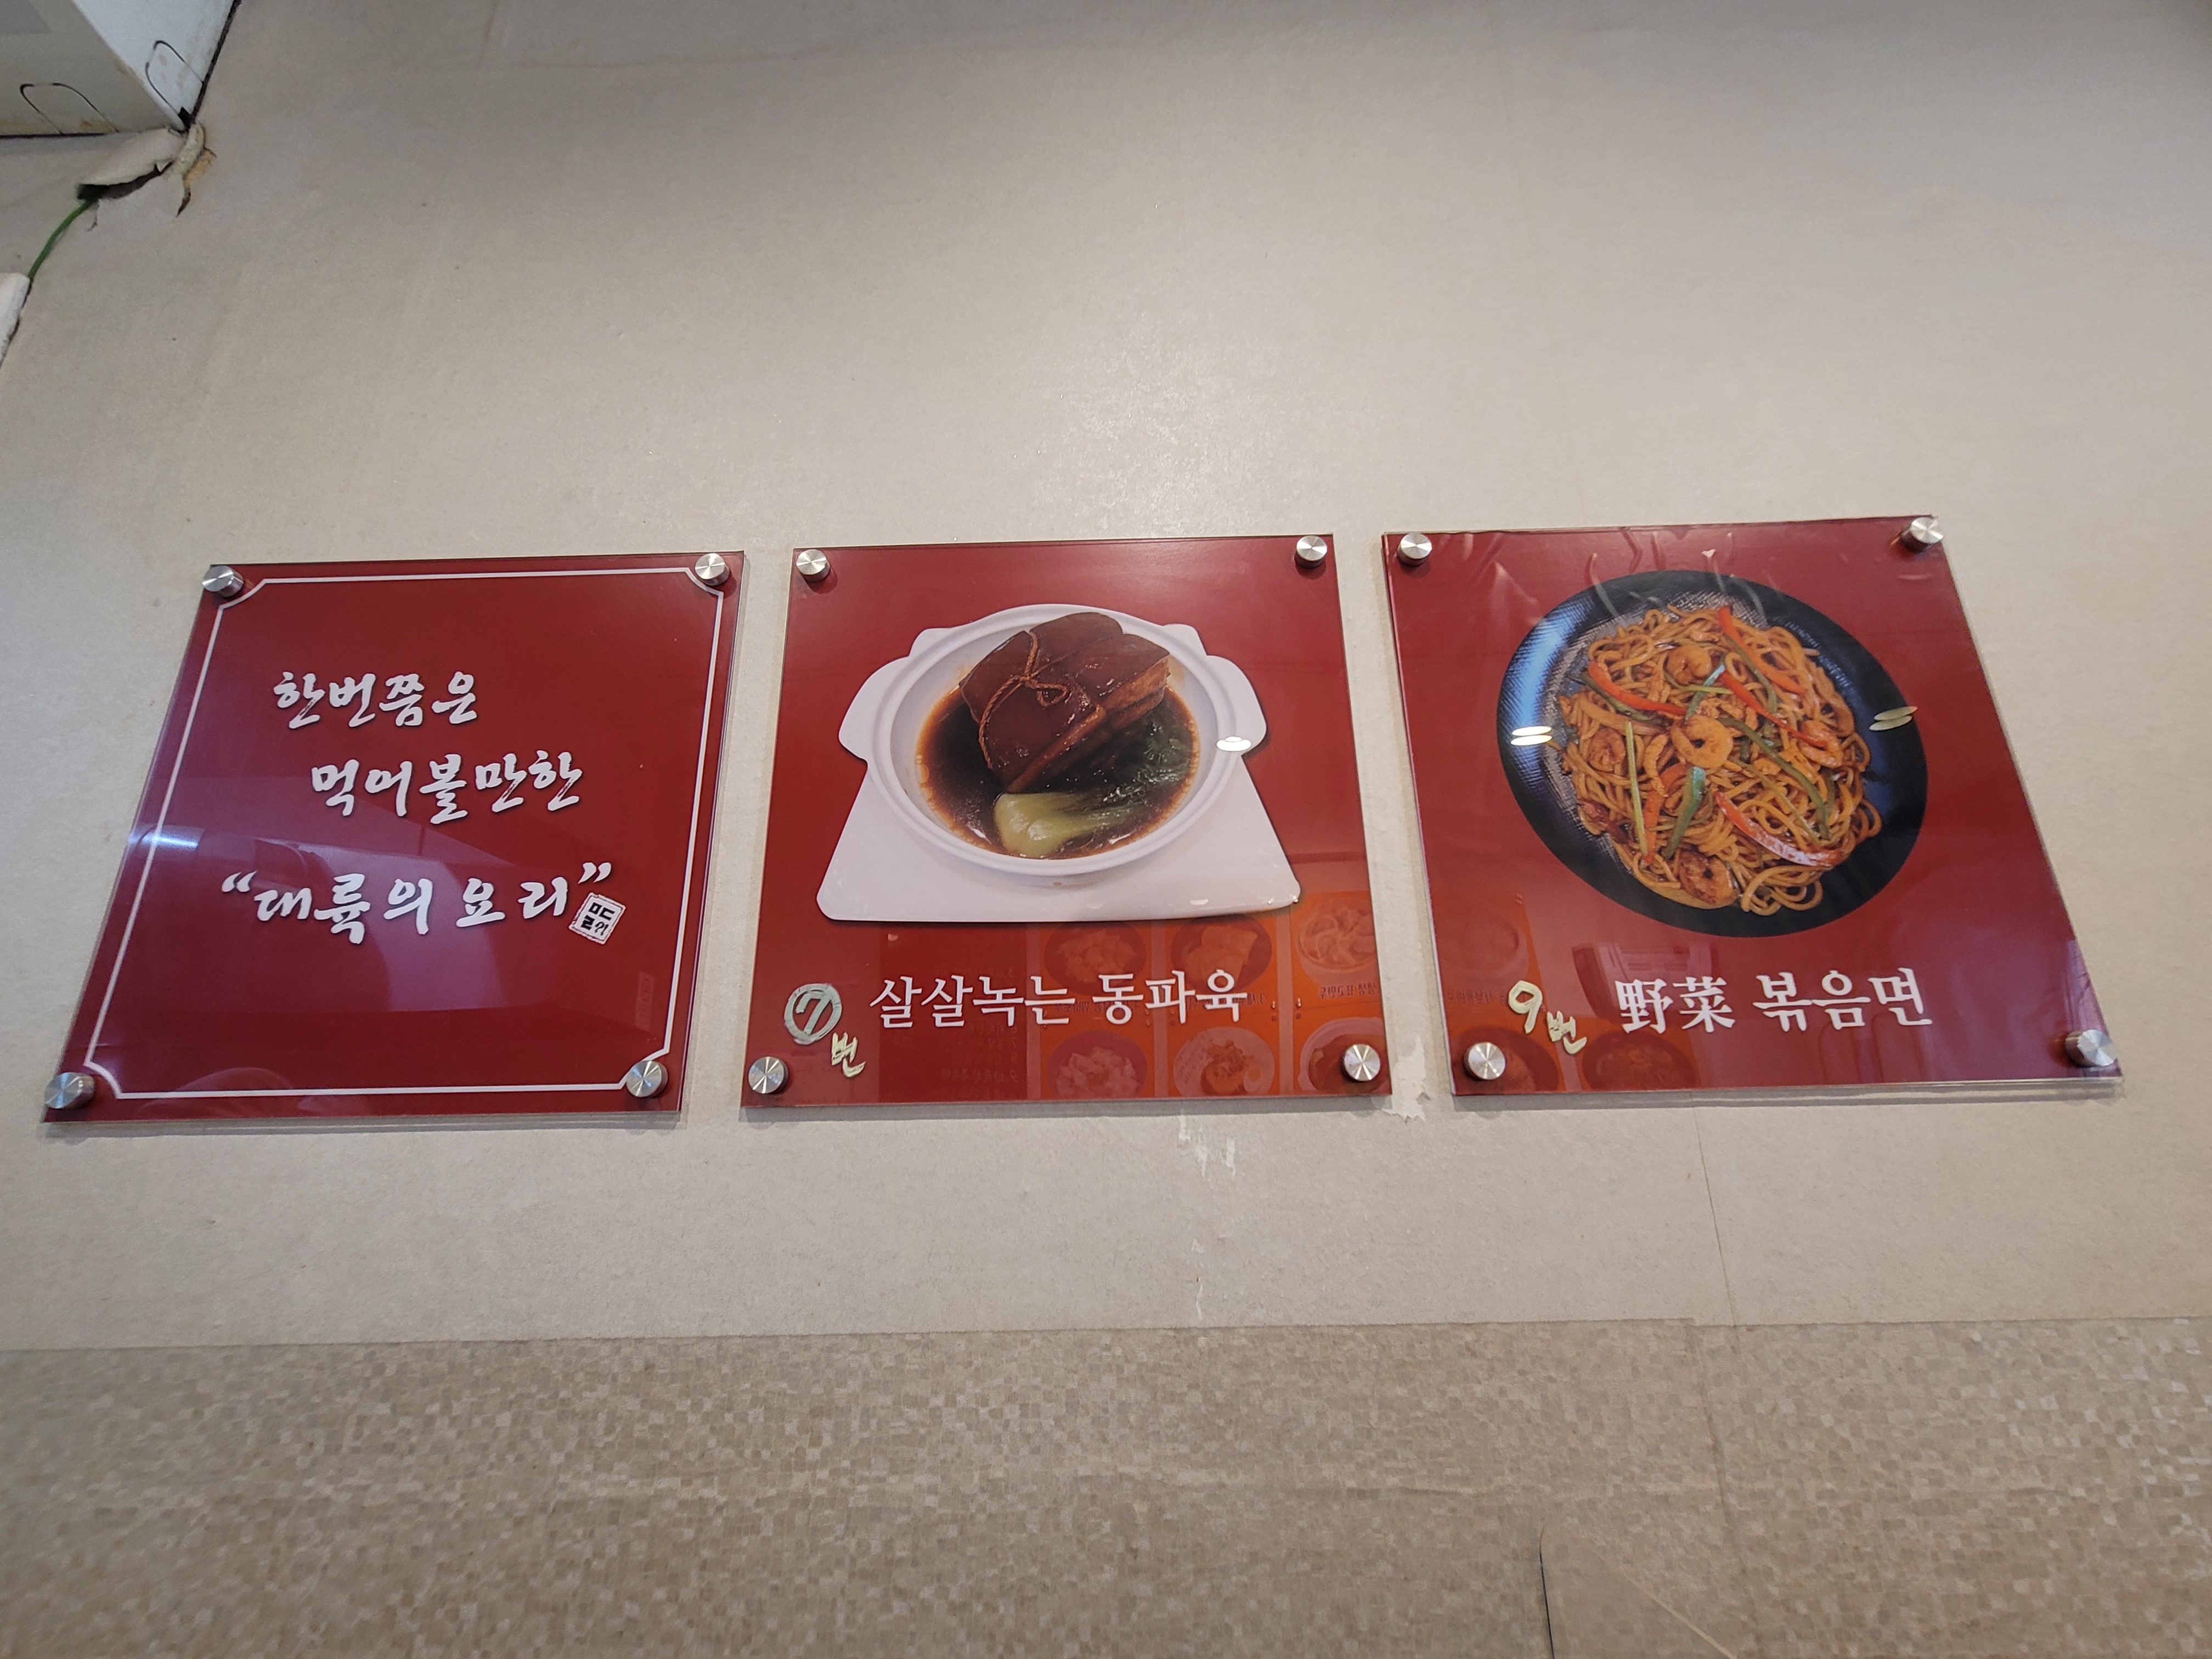 한번쯤은
먹어볼만한
“대륙의 요리”
⑦번
살살녹는 동파육
9번
野菜 볶음면